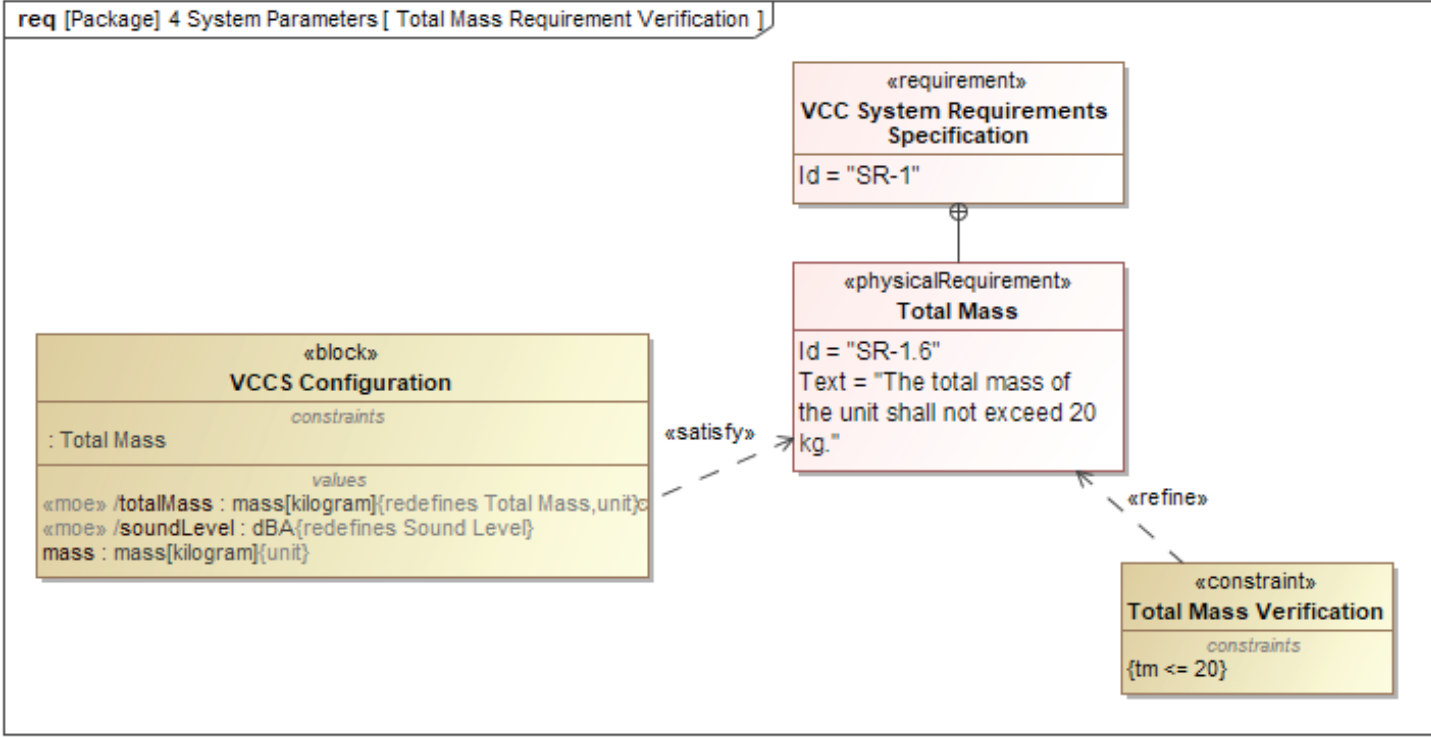 req [Package] 4 System Parameters [ Total Mass Requirement Verification ]
«requirement»
VCC System Requirements
Specification
Id = "SR-1"
«physicalRequirement»
Total Mass
Id = "SR-1.6"
Text = "The total mass of
the unit shall not exceed 20
kg."
«block»
VCCS Configuration
constraints
: Total Mass
values
«moe» /totalMass : mass[kilogram]{redefines Total Mass,unit}
«moe» /soundLevel : dBA{redefines Sound Level}
mass : mass[kilogram]{unit}
«satisfy»
«refine»
«constraint»
Total Mass Verification
constraints
{tm <= 20}